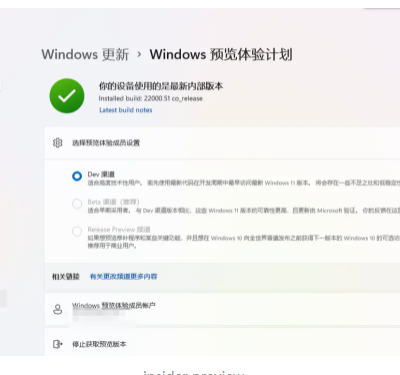 Windows 更新 › Windows 预览体验计划
你的设备使用的是最新内部版本
Installed build: 22000.51 co_release
Latest build notes
选择预览体验成员设置
Dev 渠道
适合高度技术性用户。 首先使用最新代码在开发周期中最早访问最新 Windows 11 版本。 将会存在一些不足之处和低稳定性
Beta 渠道（推荐）
适合早期采用者。 与 Dev 渠道版本相比，这些 Windows 11 版本的可靠性更高，且更新由 Microsoft 验证。 你的反馈在这
Release Preview 频道
如果想预览修补程序和某些关键功能，并且想在 Windows 10 向全世界普遍发布之前获得下一版本的 Windows 10 的可选访
推荐用于商业用户。
相关链接 有关更改频道更多内容
Windows 预览体验成员帐户
停止获取预览版本
insider preview